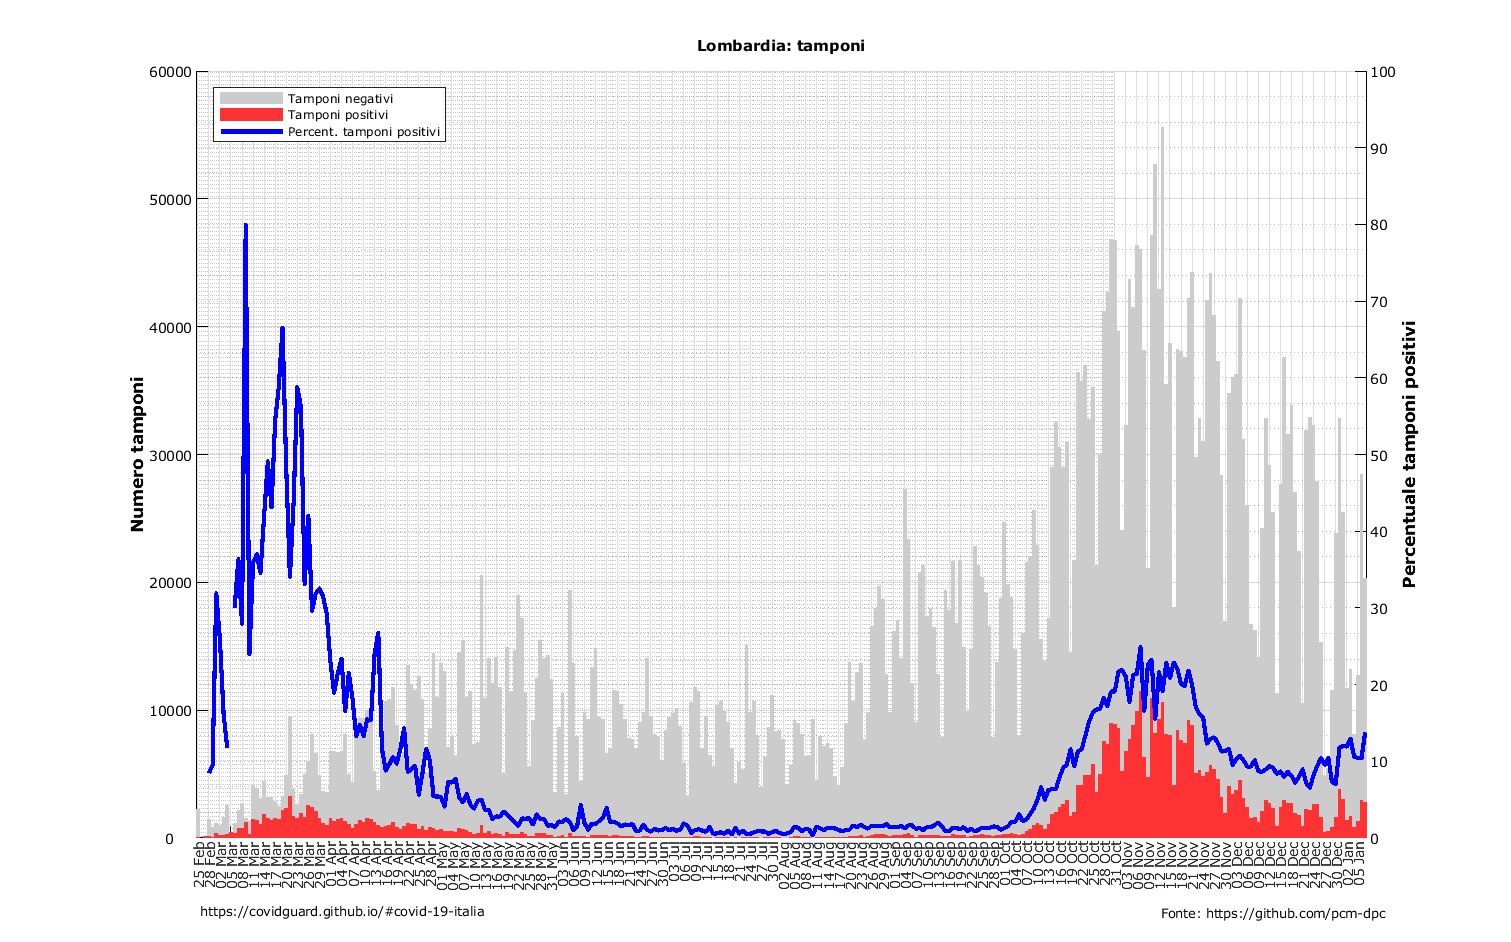 Lombardia: tamponi
60000
50000
40000
30000
20000
10000
0
Numero tamponi
Tamponi negativi
Tamponi positivi
Percent. tamponi positivi
100
90
80
70
60
50
40
30
20
10
0
Percentuale tamponi positivi
25 Feb
28 Feb
02 Mar
05 Mar
08 Mar
11 Mar
14 Mar
17 Mar
20 Mar
23 Mar
26 Mar
29 Mar
01 Apr
04 Apr
07 Apr
10 Apr
13 Apr
16 Apr
19 Apr
22 Apr
25 Apr
28 Apr
01 May
04 May
07 May
10 May
13 May
16 May
19 May
22 May
25 May
28 May
31 May
03 Jun
06 Jun
09 Jun
12 Jun
15 Jun
18 Jun
21 Jun
24 Jun
27 Jun
30 Jun
03 Jul
06 Jul
09 Jul
12 Jul
15 Jul
18 Jul
21 Jul
24 Jul
27 Jul
30 Jul
02 Aug
05 Aug
08 Aug
11 Aug
14 Aug
17 Aug
20 Aug
23 Aug
26 Aug
29 Aug
01 Sep
04 Sep
07 Sep
10 Sep
13 Sep
16 Sep
19 Sep
22 Sep
25 Sep
28 Sep
01 Oct
04 Oct
07 Oct
10 Oct
13 Oct
16 Oct
19 Oct
22 Oct
25 Oct
28 Oct
31 Oct
03 Nov
06 Nov
09 Nov
12 Nov
15 Nov
18 Nov
21 Nov
24 Nov
27 Nov
30 Nov
03 Dec
06 Dec
09 Dec
12 Dec
15 Dec
18 Dec
21 Dec
24 Dec
27 Dec
30 Dec
02 Jan
05 Jan
https://covidguard.github.io/#covid-19-italia
Fonte: https://github.com/pcm-dpc